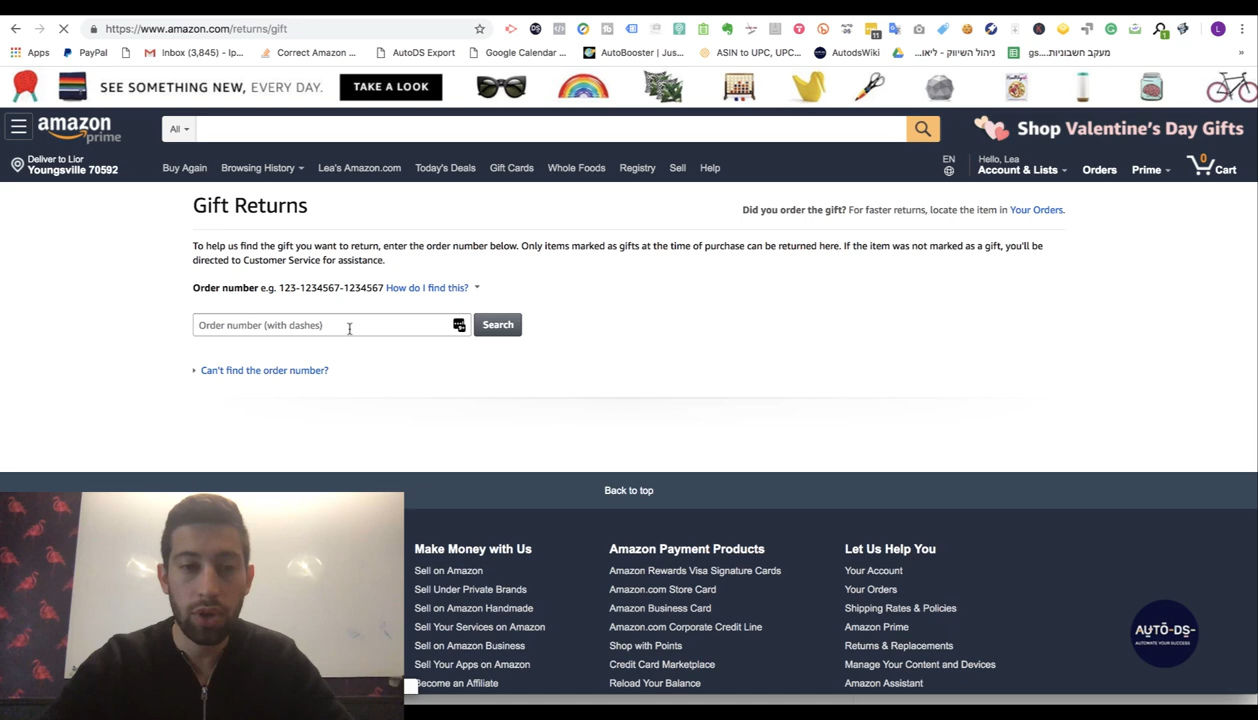 https://www.amazon.com/returns/gift
Apps PayPal Inbox (3,845) - Ip... Correct Amazon ... AutoDS Export Google Calendar ... AutoBooster | Jus... ASIN to UPC, UPC... AutodsWiki ניהול השיווק - ליאו... מעקב חשבוניות....gs »
SEE SOMETHING NEW, EVERY DAY. TAKE A LOOK
amazon prime
All
Shop Valentine's Day Gifts
Deliver to Lior
Youngsville 70592
Buy Again Browsing History Lea's Amazon.com Today's Deals Gift Cards Whole Foods Registry Sell Help
EN
Hello, Lea
Account & Lists Orders Prime 0 Cart
Gift Returns
Did you order the gift? For faster returns, locate the item in Your Orders.
To help us find the gift you want to return, enter the order number below. Only items marked as gifts at the time of purchase can be returned here. If the item was not marked as a gift, you'll be
directed to Customer Service for assistance.
Order number e.g. 123-1234567-1234567 How do I find this?
Order number (with dashes)
Search
Can't find the order number?
Back to top
Make Money with Us
Sell on Amazon
Sell Under Private Brands
Sell on Amazon Handmade
Sell Your Services on Amazon
Sell on Amazon Business
Sell Your Apps on Amazon
Become an Affiliate
Amazon Payment Products
Amazon Rewards Visa Signature Cards
Amazon.com Store Card
Amazon Business Card
Amazon.com Corporate Credit Line
Shop with Points
Credit Card Marketplace
Reload Your Balance
Let Us Help You
Your Account
Your Orders
Shipping Rates & Policies
Amazon Prime
Returns & Replacements
Manage Your Content and Devices
Amazon Assistant
AUTO-DS-
AUTOMATE YOUR SUCCESS